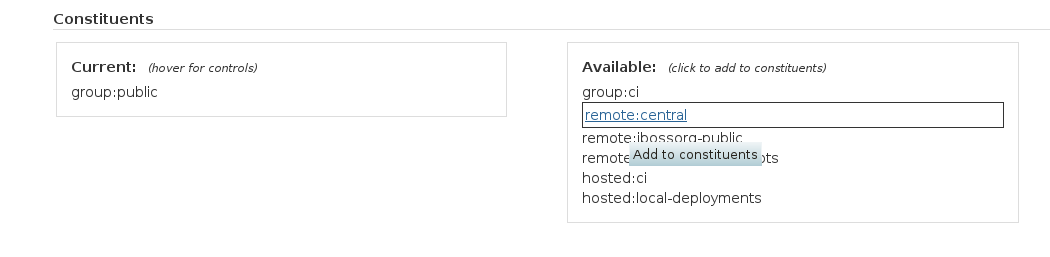 Constituents
Current: (hover for controls)
group:public
Available: (click to add to constituents)
group:ci
remote:central
remote:jbossorg-public
Add to constituents
hosted:ci
hosted:local-deployments